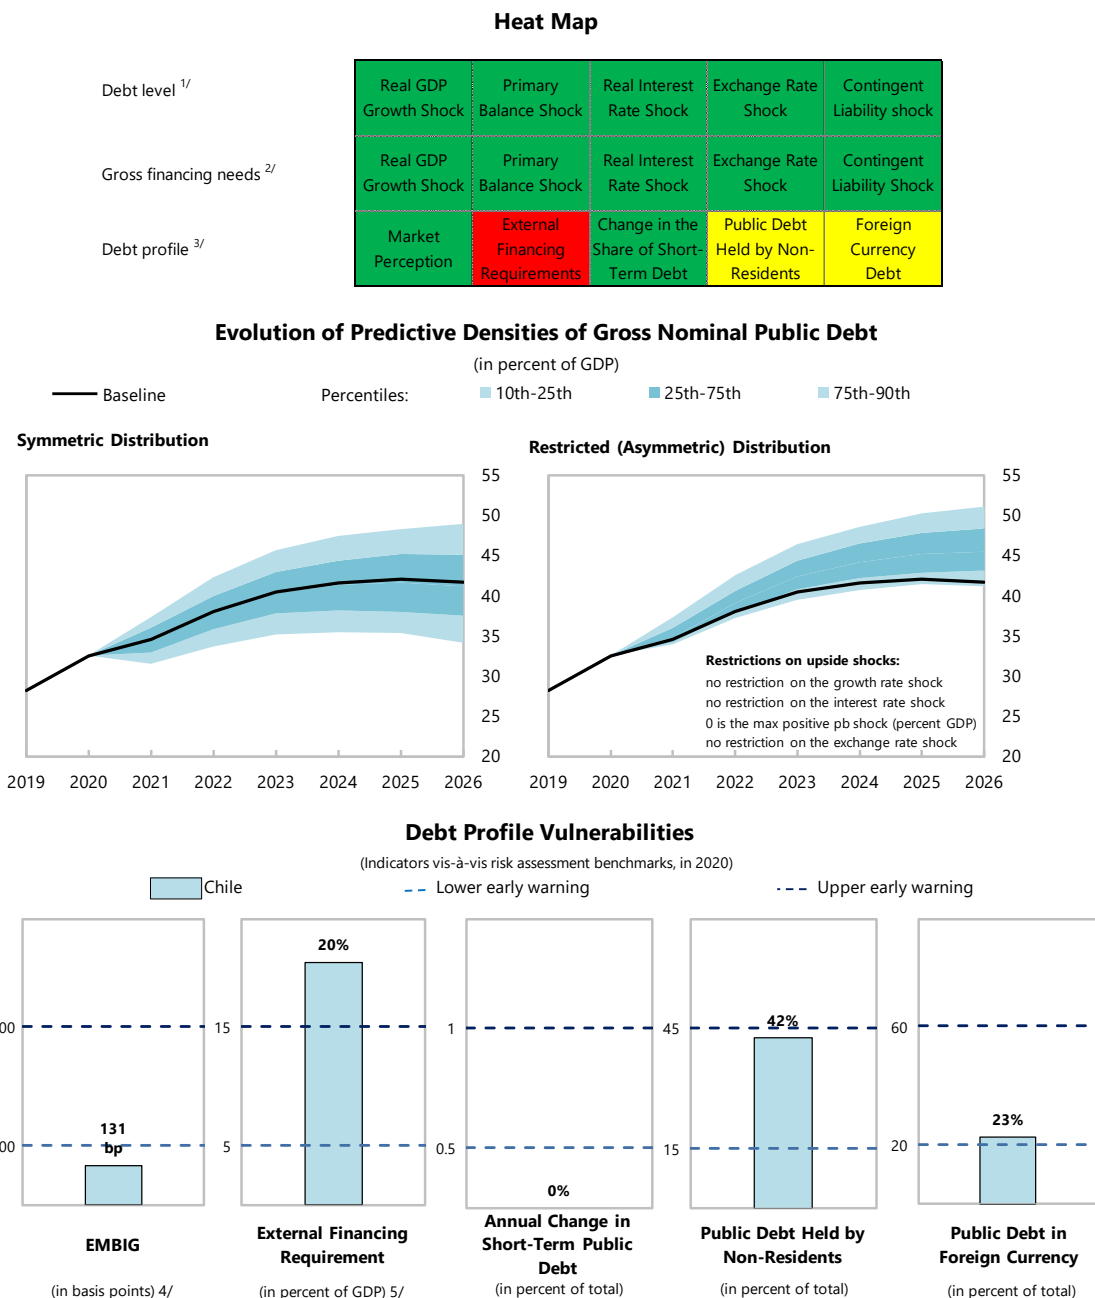 Heat Map
Debt level 1/
Real GDP Growth Shock
Primary Balance Shock
Real Interest Rate Shock
Exchange Rate Shock
Contingent Liability shock
Gross financing needs 2/
Real GDP Growth Shock
Primary Balance Shock
Real Interest Rate Shock
Exchange Rate Shock
Contingent Liability Shock
Debt profile 3/
Market Perception
External Financing Requirements
Change in the Share of Short-Term Debt
Public Debt Held by Non-Residents
Foreign Currency Debt
Evolution of Predictive Densities of Gross Nominal Public Debt
(in percent of GDP)
Baseline
Percentiles:
10th-25th
25th-75th
75th-90th
Symmetric Distribution
55
50
45
40
35
30
25
20
2019 2020 2021 2022 2023 2024 2025 2026
Restricted (Asymmetric) Distribution
55
50
45
40
35
30
25
20
Restrictions on upside shocks:
no restriction on the growth rate shock
no restriction on the interest rate shock
0 is the max positive pb shock (percent GDP)
no restriction on the exchange rate shock
2019 2020 2021 2022 2023 2024 2025 2026
Debt Profile Vulnerabilities
(Indicators vis-à-vis risk assessment benchmarks, in 2020)
Chile
Lower early warning
Upper early warning
00
00
131
bp
EMBIG
(in basis points) 4/
20%
15
5
External Financing
Requirement
(in percent of GDP) 5/
1
0.5
0%
Annual Change in
Short-Term Public
Debt
(in percent of total)
45
15
42%
Public Debt Held by
Non-Residents
(in percent of total)
60
20
23%
Public Debt in
Foreign Currency
(in percent of total)